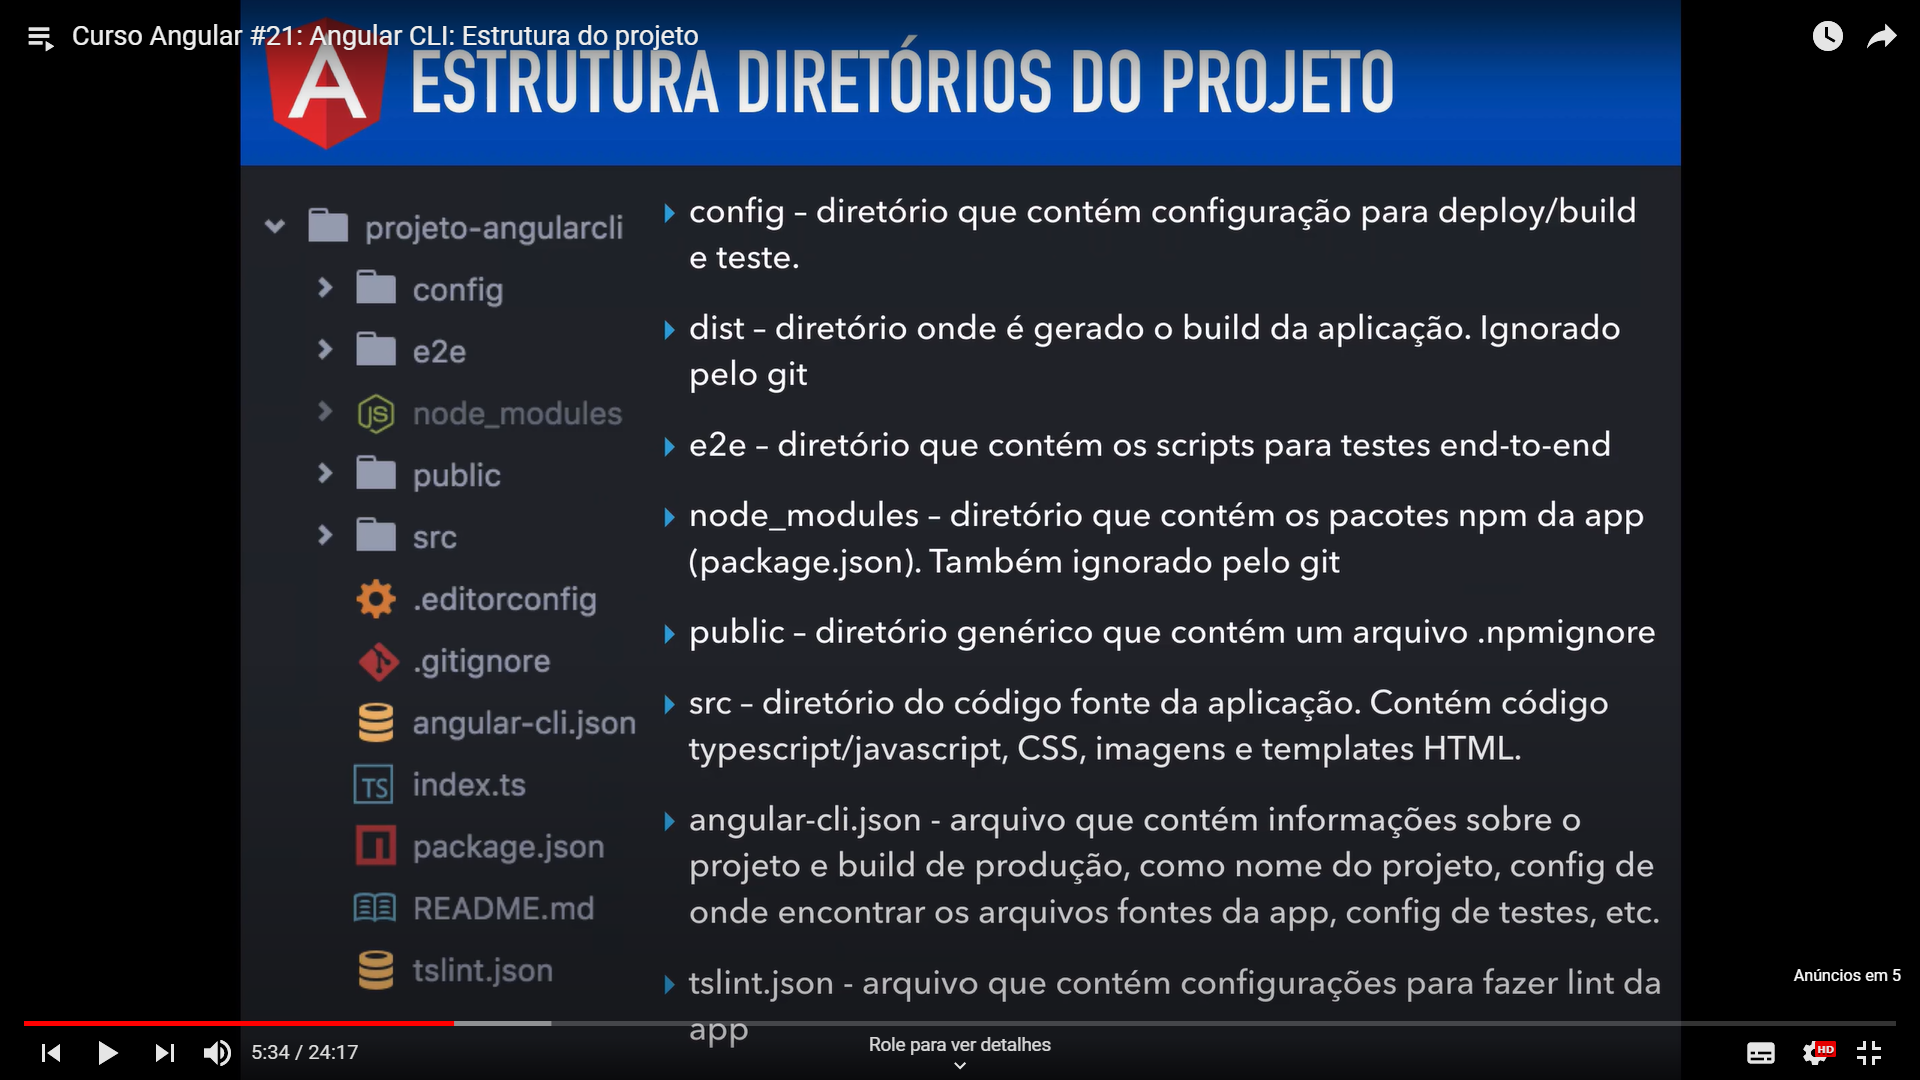 Curso Angular #21: Angular CLI: Estrutura do projeto
ESTRUTURA DIRETÓRIOS DO PROJETO
projeto-angularcli
config
e2e
node_modules
public
src
.editorconfig
.gitignore
angular-cli.json
index.ts
package.json
README.md
tslint.json
config – diretório que contém configuração para deploy/build
e teste.
dist – diretório onde é gerado o build da aplicação. Ignorado
pelo git
e2e – diretório que contém os scripts para testes end-to-end
node_modules – diretório que contém os pacotes npm da app
(package.json). Também ignorado pelo git
public – diretório genérico que contém um arquivo .npmignore
src – diretório do código fonte da aplicação. Contém código
typescript/javascript, CSS, imagens e templates HTML.
angular-cli.json - arquivo que contém informações sobre o
projeto e build de produção, como nome do projeto, config de
onde encontrar os arquivos fontes da app, config de testes, etc.
tslint.json - arquivo que contém configurações para fazer lint da
app
Anúncios em 5
5:34 / 24:17
Role para ver detalhes
HD